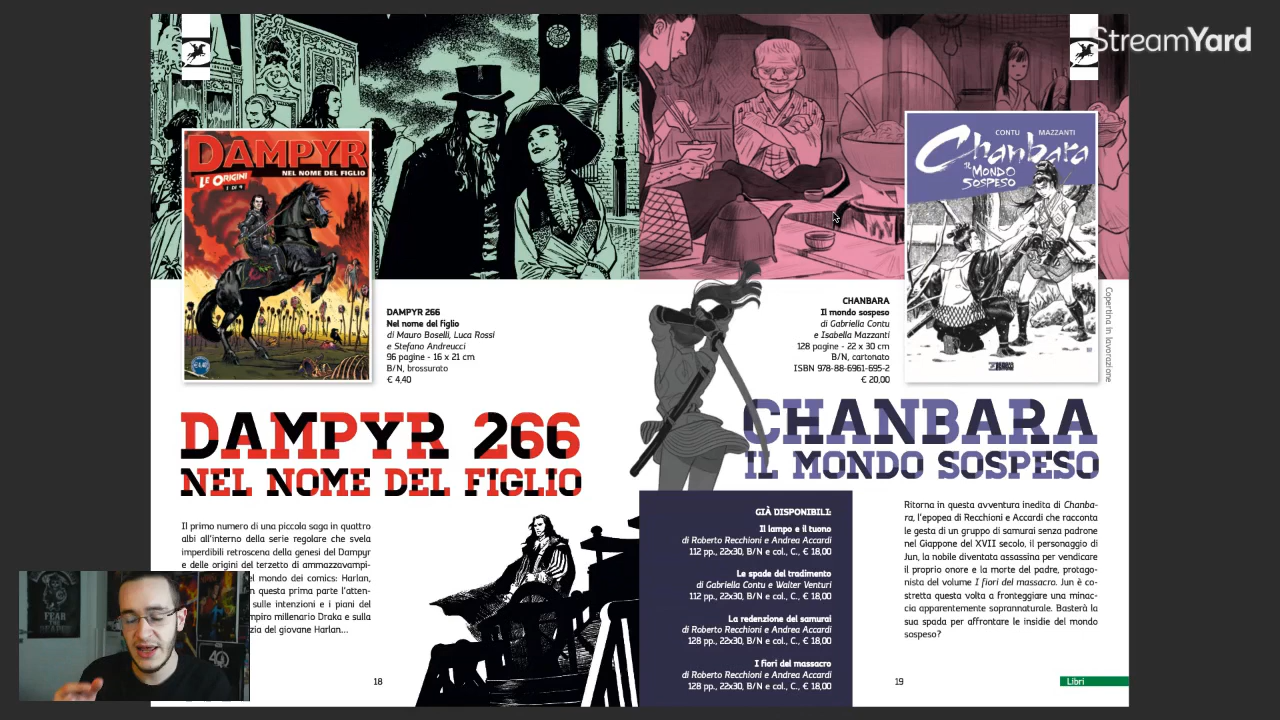 StreamYard
DAMPYR
NEL NOME DEL FIGLIO
LE ORIGINI
1 DI 4
DAMPYR 266
Nel nome del figlio
di Mauro Boselli, Luca Rossi
e Stefano Andreucci
96 pagine - 16 x 21 cm
B/N, brossurato
€ 4,40
DAMPYR 266
NEL NOME DEL FIGLIO
Il primo numero di una piccola saga in quattro
albi all'interno della serie regolare che svela
imperdibili retroscena della genesi del Dampyr
e delle origini del terzetto di ammazzavampi-
el mondo dei comics: Harlan,
n questa prima parte l'atten-
sulle intenzioni e i piani del
mpiro millenario Draka e sulla
zia del giovane Harlan...
18
CONTU MAZZANTI
Chanbara
IL MONDO
SOSPESO
Copertina in lavorazione
CHANBARA
Il mondo sospeso
di Gabriella Contu
e Isabella Mazzanti
128 pagine - 22 x 30 cm
B/N, cartonato
ISBN 978-88-6961-695-2
€ 20,00
CHANBARA
IL MONDO SOSPESO
GIÀ DISPONIBILI:
Il lampo e il tuono
di Roberto Recchioni e Andrea Accardi
112 pp., 22x30, B/N e col., C., € 18,00
Le spade del tradimento
di Gabriella Contu e Walter Venturi
112 pp., 22x30, B/N e col., C., € 18,00
La redenzione del samurai
di Roberto Recchioni e Andrea Accardi
128 pp., 22x30, B/N e col., C., € 18,00
I fiori del massacro
di Roberto Recchioni e Andrea Accardi
128 pp., 22x30, B/N e col., C., € 18,00
Ritorna in questa avventura inedita di Chanba-
ra, l'epopea di Recchioni e Accardi che racconta
le gesta di un gruppo di samurai senza padrone
nel Giappone del XVII secolo, il personaggio di
Jun, la nobile diventata assassina per vendicare
il proprio onore e la morte del padre, protago-
nista del volume I fiori del massacro. Jun è co-
stretta questa volta a fronteggiare una minac-
cia apparentemente soprannaturale. Basterà la
sua spada per affrontare le insidie del mondo
sospeso?
19
Libri
FEAR